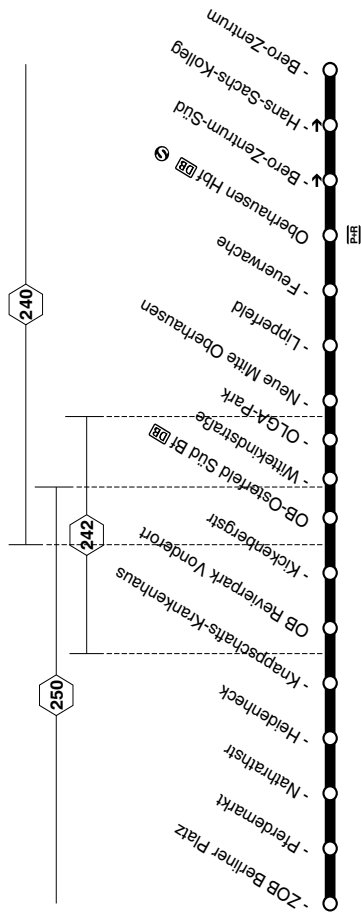 240
250
242
- ZOB Berliner Platz
- Pferdemarkt
- Nathrathstr
- Heidenheck
- Knappschafts-Krankenhaus
OB Revierpark Vonderort
- Kickenbergstr
OB-Osterfeld Süd Bf DB
- Wittekindstraße
- OLGA-Park
- Neue Mitte Oberhausen
- Lipperfeld
- Feuerwache
Oberhausen Hbf DB S
- Bero-Zentrum-Süd
- Hans-Sachs-Kolleg
- Bero-Zentrum
P+R